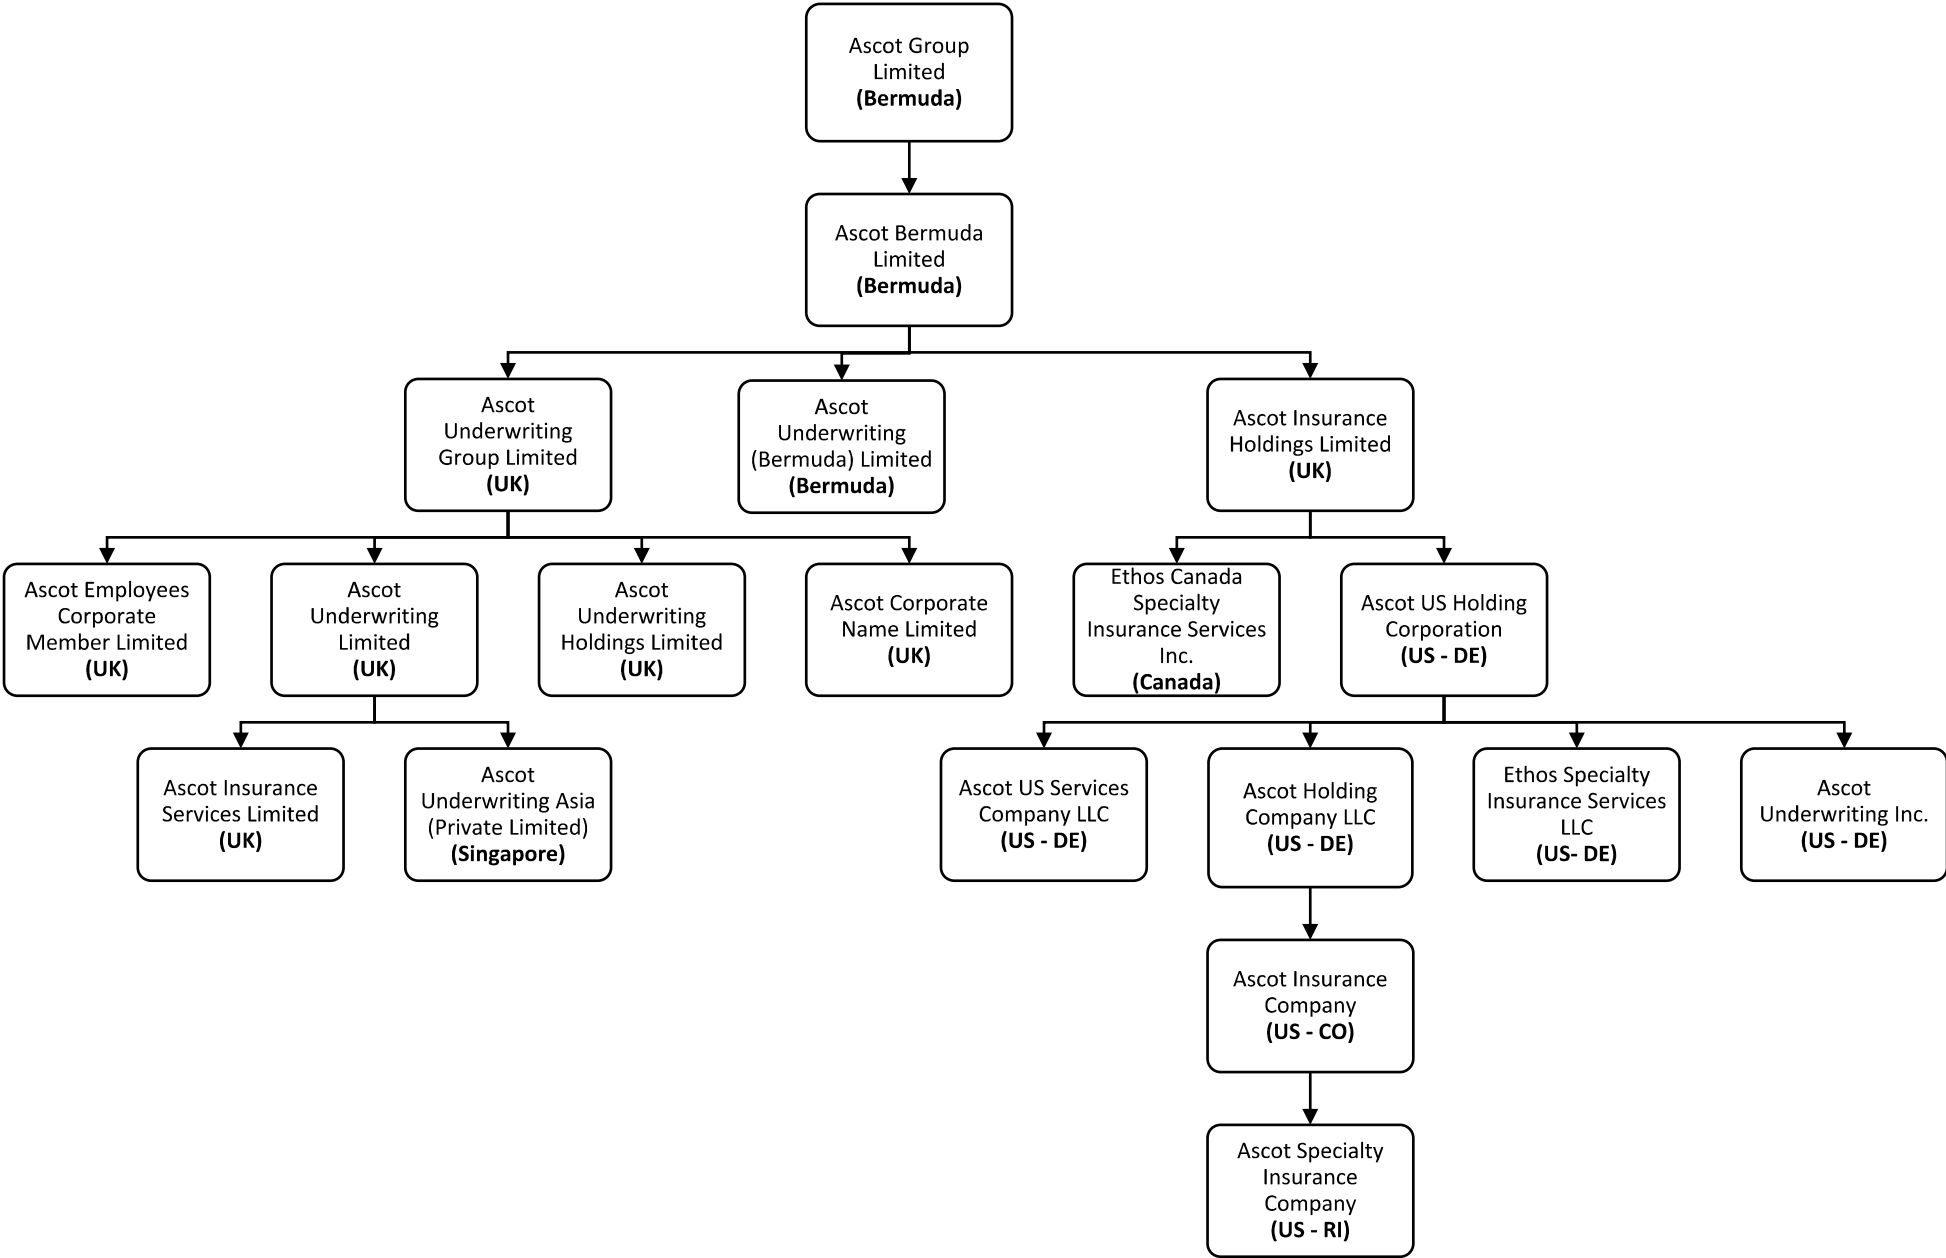 Ascot Group
Limited
(Bermuda)
Ascot Bermuda
Limited
(Bermuda)
Ascot
Underwriting
Group Limited
(UK)
Ascot
Underwriting
(Bermuda) Limited
(Bermuda)
Ascot Insurance
Holdings Limited
(UK)
Ascot Employees
Corporate
Member Limited
(UK)
Ascot
Underwriting
Limited
(UK)
Ascot
Underwriting
Holdings Limited
(UK)
Ascot Corporate
Name Limited
(UK)
Ethos Canada
Specialty
Insurance Services
Inc.
(Canada)
Ascot US Holding
Corporation
(US - DE)
Ascot Insurance
Services Limited
(UK)
Ascot
Underwriting Asia
(Private Limited)
(Singapore)
Ascot US Services
Company LLC
(US - DE)
Ascot Holding
Company LLC
(US - DE)
Ethos Specialty
Insurance Services
LLC
(US- DE)
Ascot
Underwriting Inc.
(US - DE)
Ascot Insurance
Company
(US - CO)
Ascot Specialty
Insurance
Company
(US - RI)